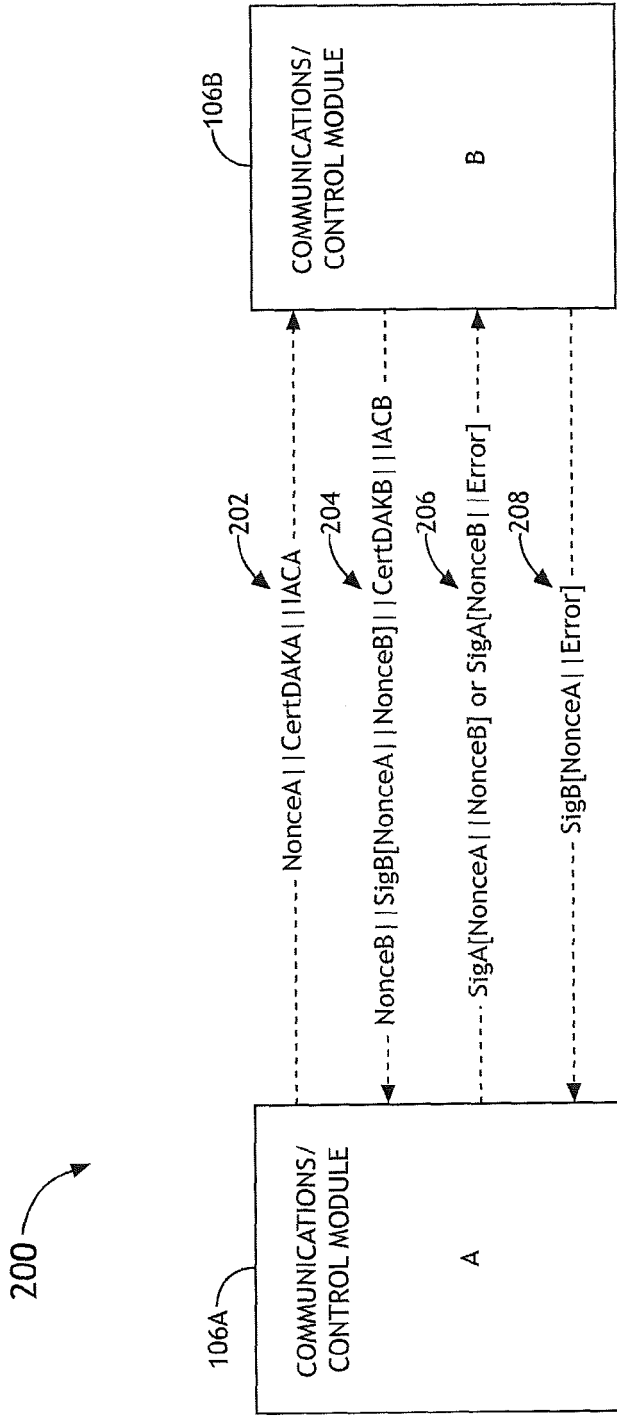 200
106A
COMMUNICATIONS/
CONTROL MODULE
A
202
NonceA||CertDAKA||IACA
204
NonceB||SigB[NonceA||NonceB]||CertDAKB||IACB
206
SigA[NonceA||NonceB] or SigA[NonceB||Error]
208
SigB[NonceA||Error]
106B
COMMUNICATIONS/
CONTROL MODULE
B